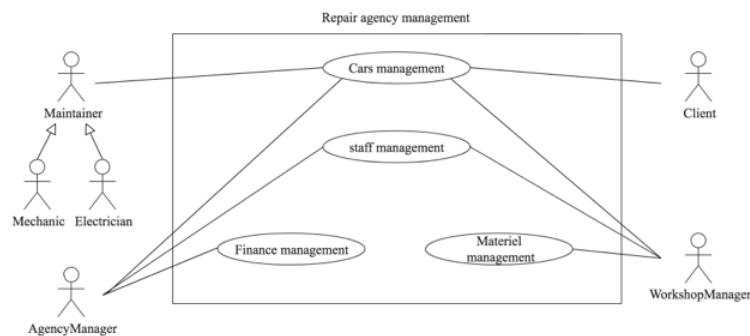 Repair agency management
Cars management
Maintainer
Client
staff management
Mechanic
Electrician
Finance management
Materiel
management
AgencyManager
WorkshopManager